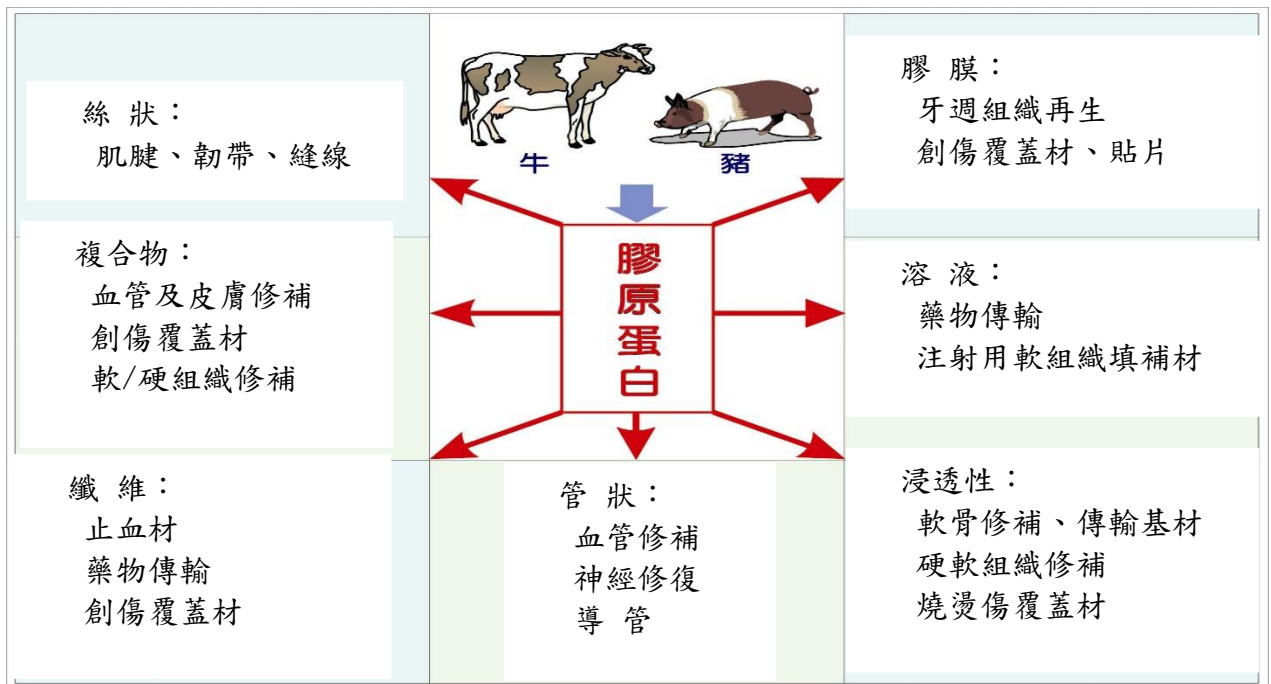 牛
豬
膠原蛋白
絲 狀：
肌腱、韌帶、縫線
複合物：
血管及皮膚修補
創傷覆蓋材
軟/硬組織修補
纖 維：
止血材
藥物傳輸
創傷覆蓋材
管 狀：
血管修補
神經修復
導 管
膠 膜：
牙週組織再生
創傷覆蓋材、貼片
溶 液：
藥物傳輸
注射用軟組織填補材
浸透性：
軟骨修補、傳輸基材
硬軟組織修補
燒燙傷覆蓋材